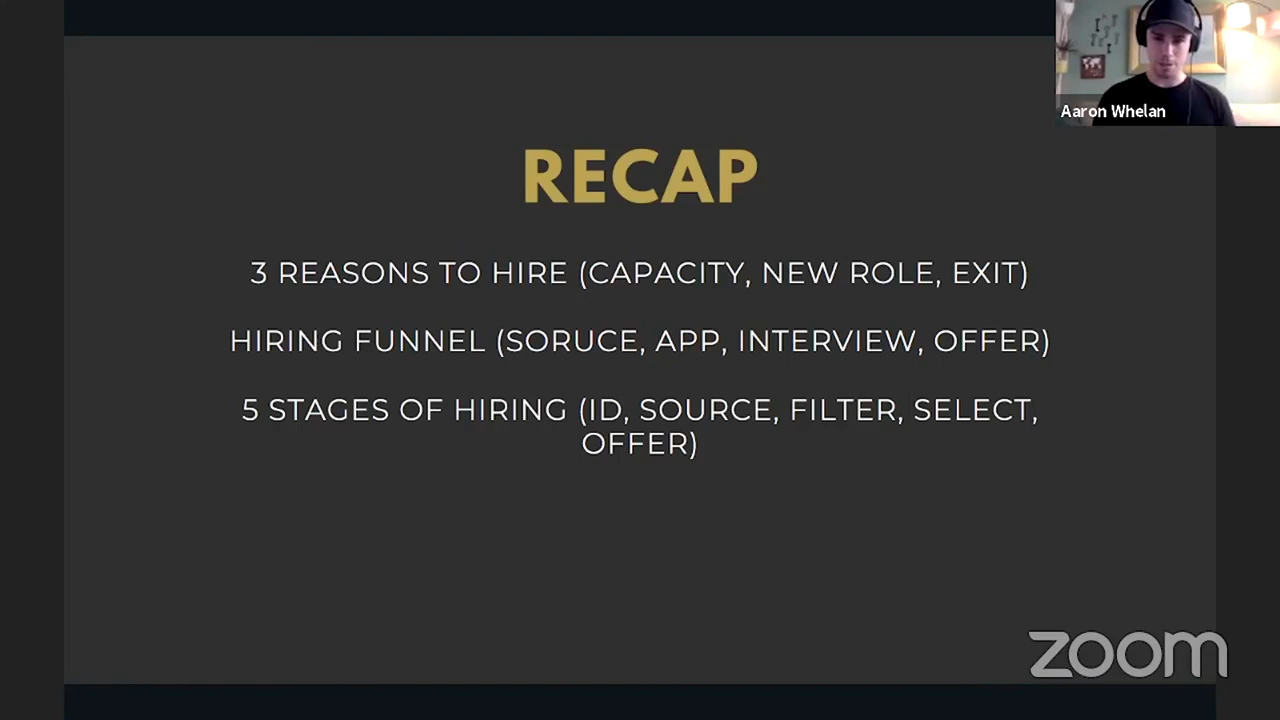 Aaron Whelan
RECAP
3 REASONS TO HIRE (CAPACITY, NEW ROLE, EXIT)
HIRING FUNNEL (SORUCE, APP, INTERVIEW, OFFER)
5 STAGES OF HIRING (ID, SOURCE, FILTER, SELECT,
OFFER)
zoom